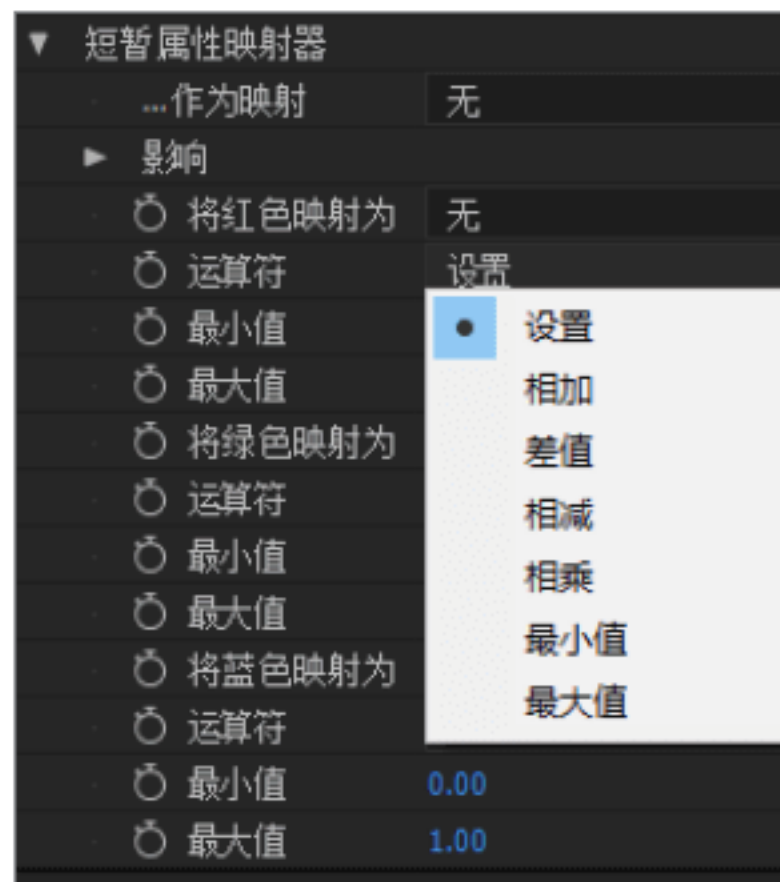 短暂属性映射器
...作为映射 无
影响
将红色映射为 无
运算符 设置
最小值 设置
最大值 相加
将绿色映射为 差值
运算符 相减
最小值 相乘
最大值 最小值
将蓝色映射为 最大值
运算符
最小值 0.00
最大值 1.00